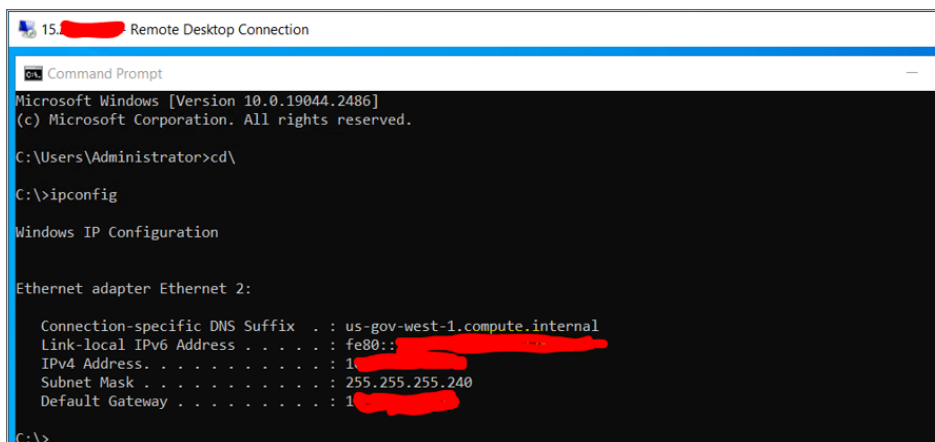 15. - Remote Desktop Connection
Command Prompt
Microsoft Windows [Version 10.0.19044.2486]
(c) Microsoft Corporation. All rights reserved.
C:\Users\Administrator>cd\
C:\>ipconfig
Windows IP Configuration
Ethernet adapter Ethernet 2:
Connection-specific DNS Suffix . : us-gov-west-1.compute.internal
Link-local IPv6 Address . . . . . : fe80::
IPv4 Address. . . . . . . . . . . : 1
Subnet Mask . . . . . . . . . . . : 255.255.255.240
Default Gateway . . . . . . . . . : 1
C:\>